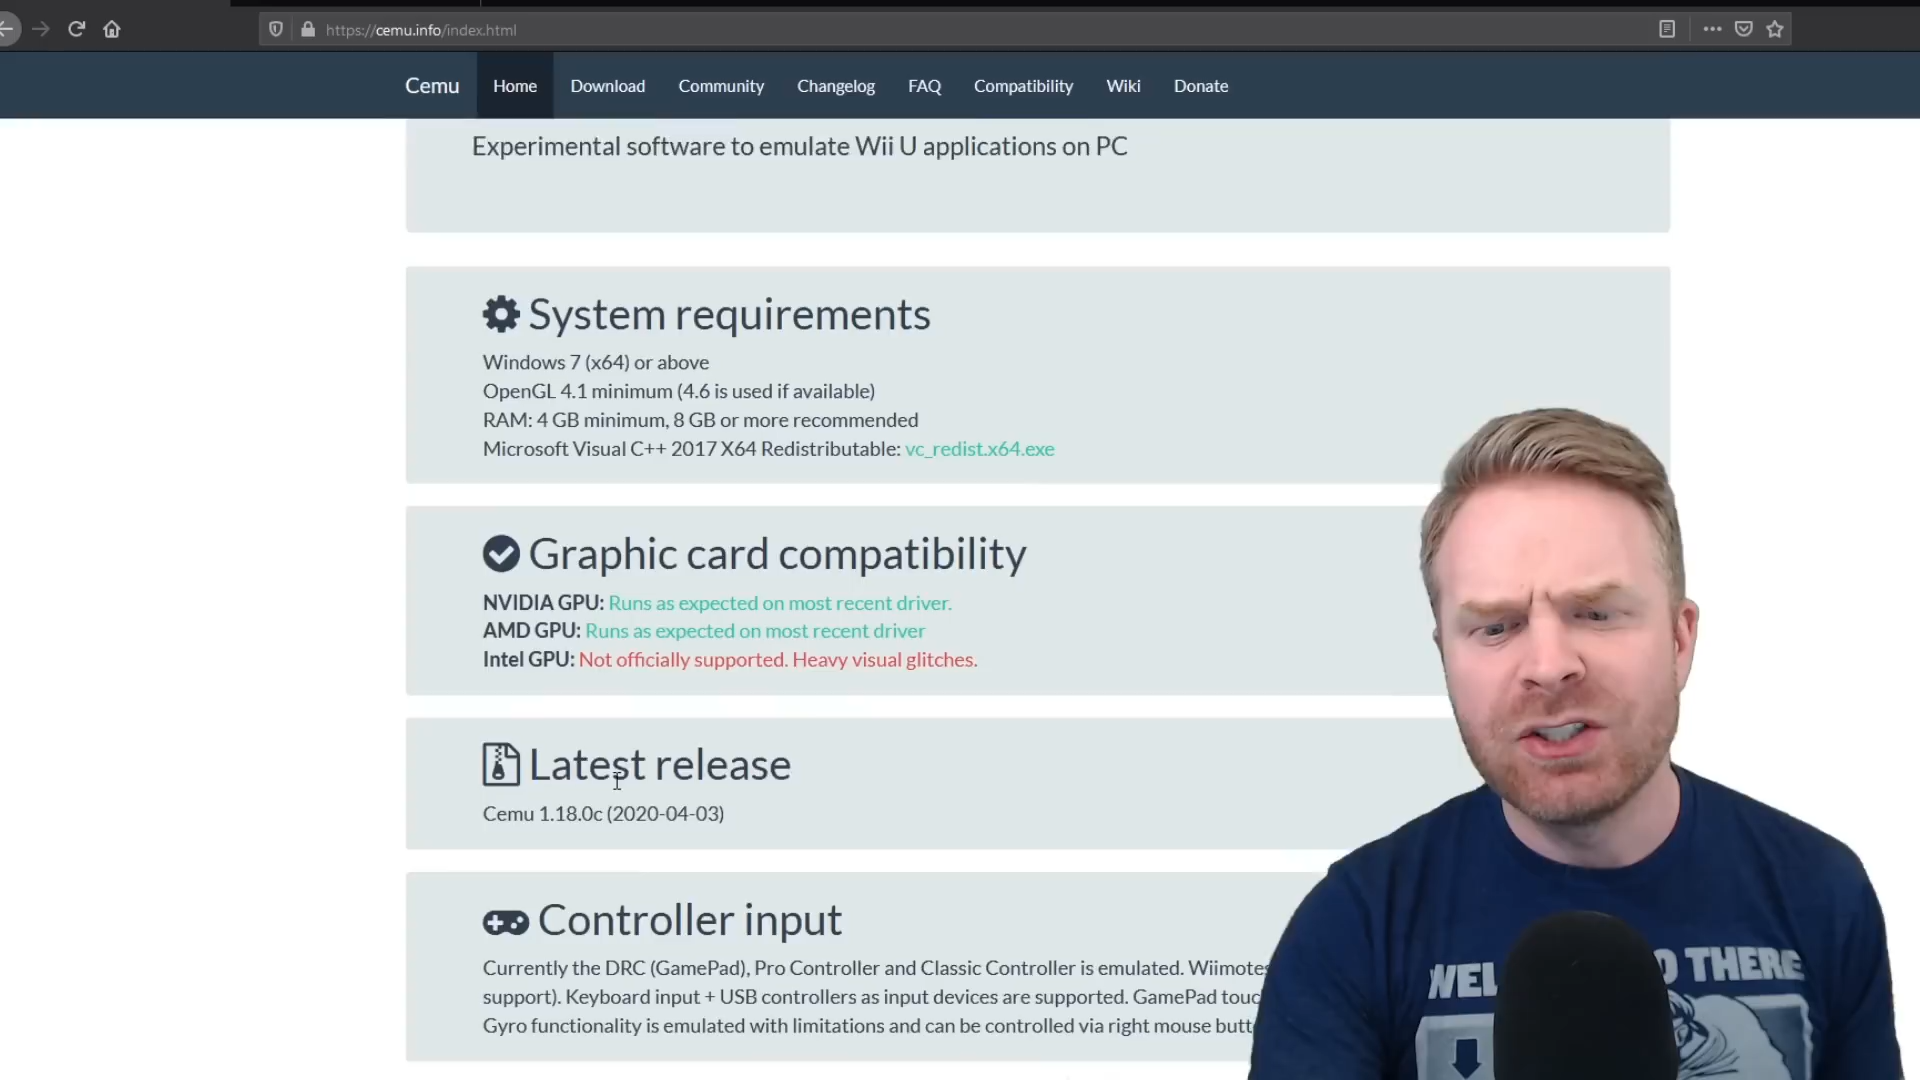 https://cemu.info/index.html
Cemu Home Download Community Changelog FAQ Compatibility Wiki Donate
Experimental software to emulate Wii U applications on PC
System requirements
Windows 7 (x64) or above
OpenGL 4.1 minimum (4.6 is used if available)
RAM: 4 GB minimum, 8 GB or more recommended
Microsoft Visual C++ 2017 X64 Redistributable: vc_redist.x64.exe
Graphic card compatibility
NVIDIA GPU: Runs as expected on most recent driver.
AMD GPU: Runs as expected on most recent driver
Intel GPU: Not officially supported. Heavy visual glitches.
Latest release
Cemu 1.18.0c (2020-04-03)
Controller input
Currently the DRC (GamePad), Pro Controller and Classic Controller is emulated. Wiimotes
support). Keyboard input + USB controllers as input devices are supported. GamePad touc
Gyro functionality is emulated with limitations and can be controlled via right mouse butt
WEL O THERE